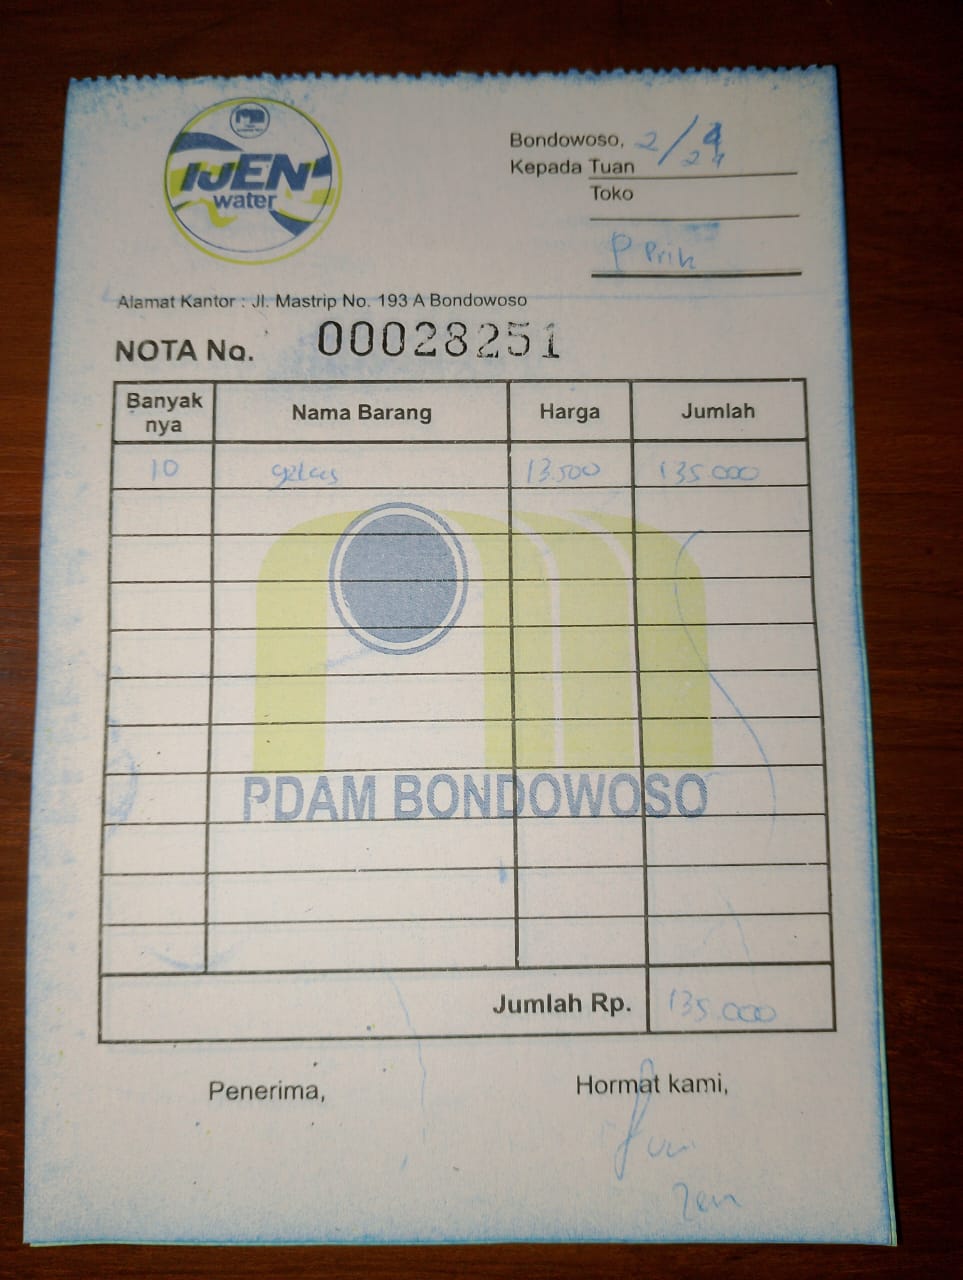 IJEN
water
Bondowoso, 2/4
24
Kepada Tuan
Toko
P Prih
Alamat Kantor : Jl. Mastrip No. 193 A Bondowoso
NOTA No. 00028251
Banyak nya Nama Barang Harga Jumlah
10 gelas 13.500 135.000
PDAM BONDOWOSO
Jumlah Rp. 135.000
Penerima, Hormat kami,